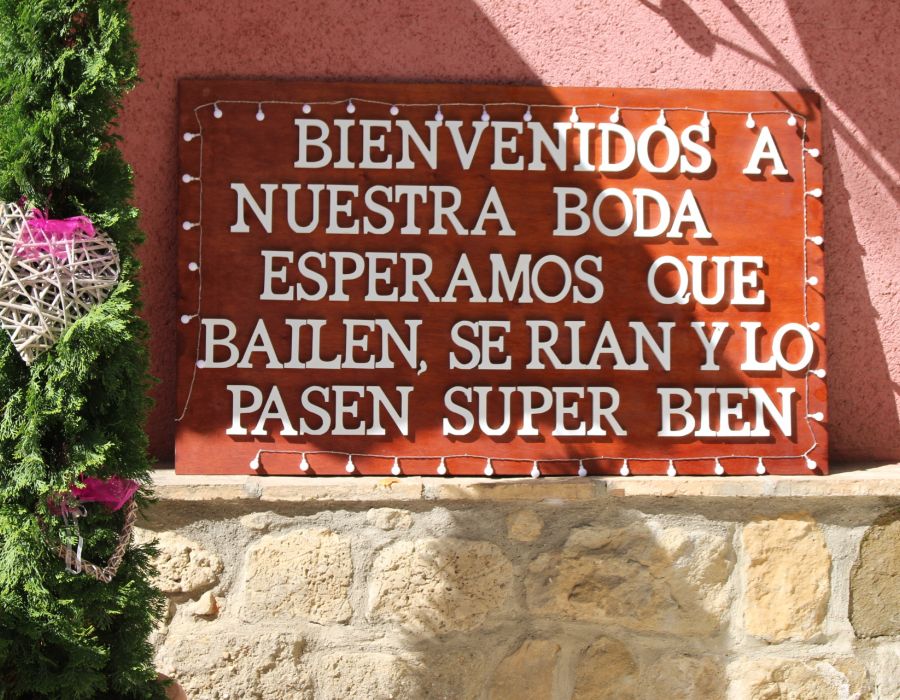 BIENVENIDOS A
NUESTRA BODA
ESPERAMOS QUE
BAILEN, SE RIAN Y LO
PASEN SUPER BIEN